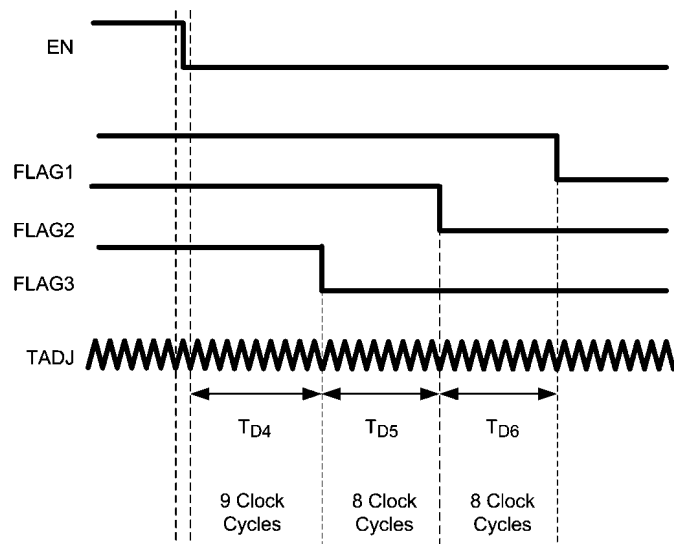 EN
FLAG1
FLAG2
FLAG3
TADJ
TD4
TD5
TD6
9 Clock
Cycles
8 Clock
Cycles
8 Clock
Cycles